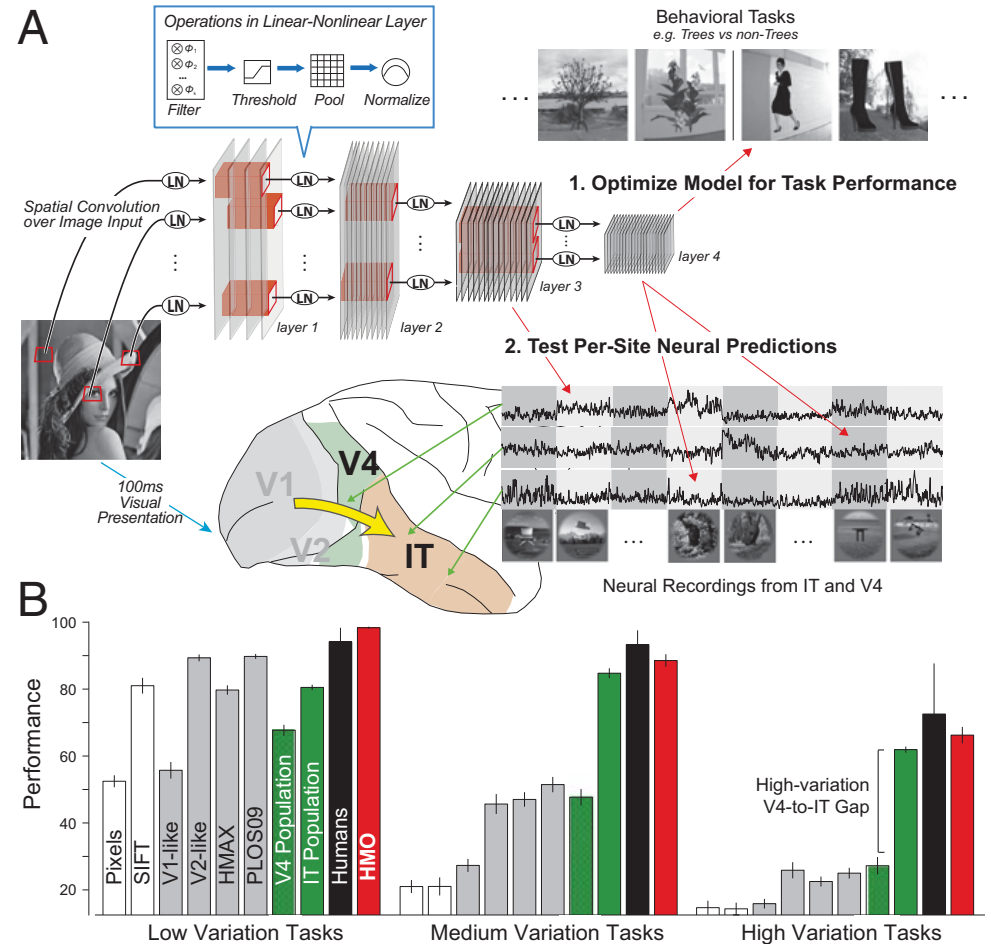 A
Operations in Linear-Nonlinear Layer
⊗Φ1
⊗Φ2
...
⊗Φk
Filter
Threshold
Pool
Normalize
Behavioral Tasks
e.g. Trees vs non-Trees
...
...
1. Optimize Model for Task Performance
Spatial Convolution
over Image Input
LN
LN
LN
LN
LN
LN
LN
LN
LN
LN
layer 1
layer 2
layer 3
layer 4
2. Test Per-Site Neural Predictions
100ms
Visual
Presentation
V1
V2
V4
IT
...
...
Neural Recordings from IT and V4
B
Performance
100
80
60
40
20
Pixels
SIFT
V1-like
V2-like
HMAX
PLOS09
V4 Population
IT Population
Humans
HMO
High-variation
V4-to-IT Gap
Low Variation Tasks
Medium Variation Tasks
High Variation Tasks